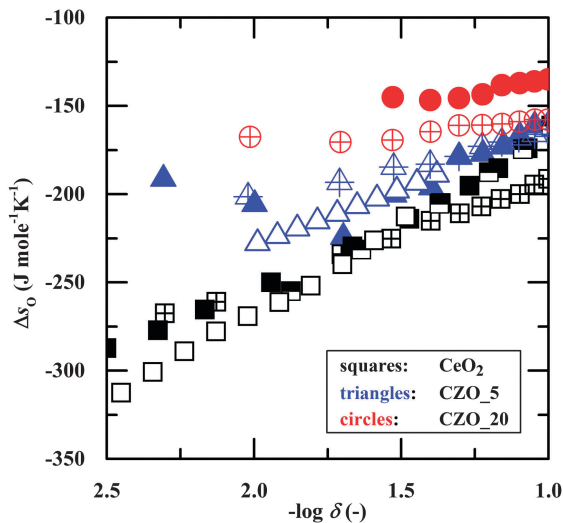 -100
-150
-200
-250
-300
-350
Δs_O (J mole⁻¹K⁻¹)
squares: CeO₂
triangles: CZO_5
circles: CZO_20
2.5 2.0 1.5 1.0
-log δ (-)